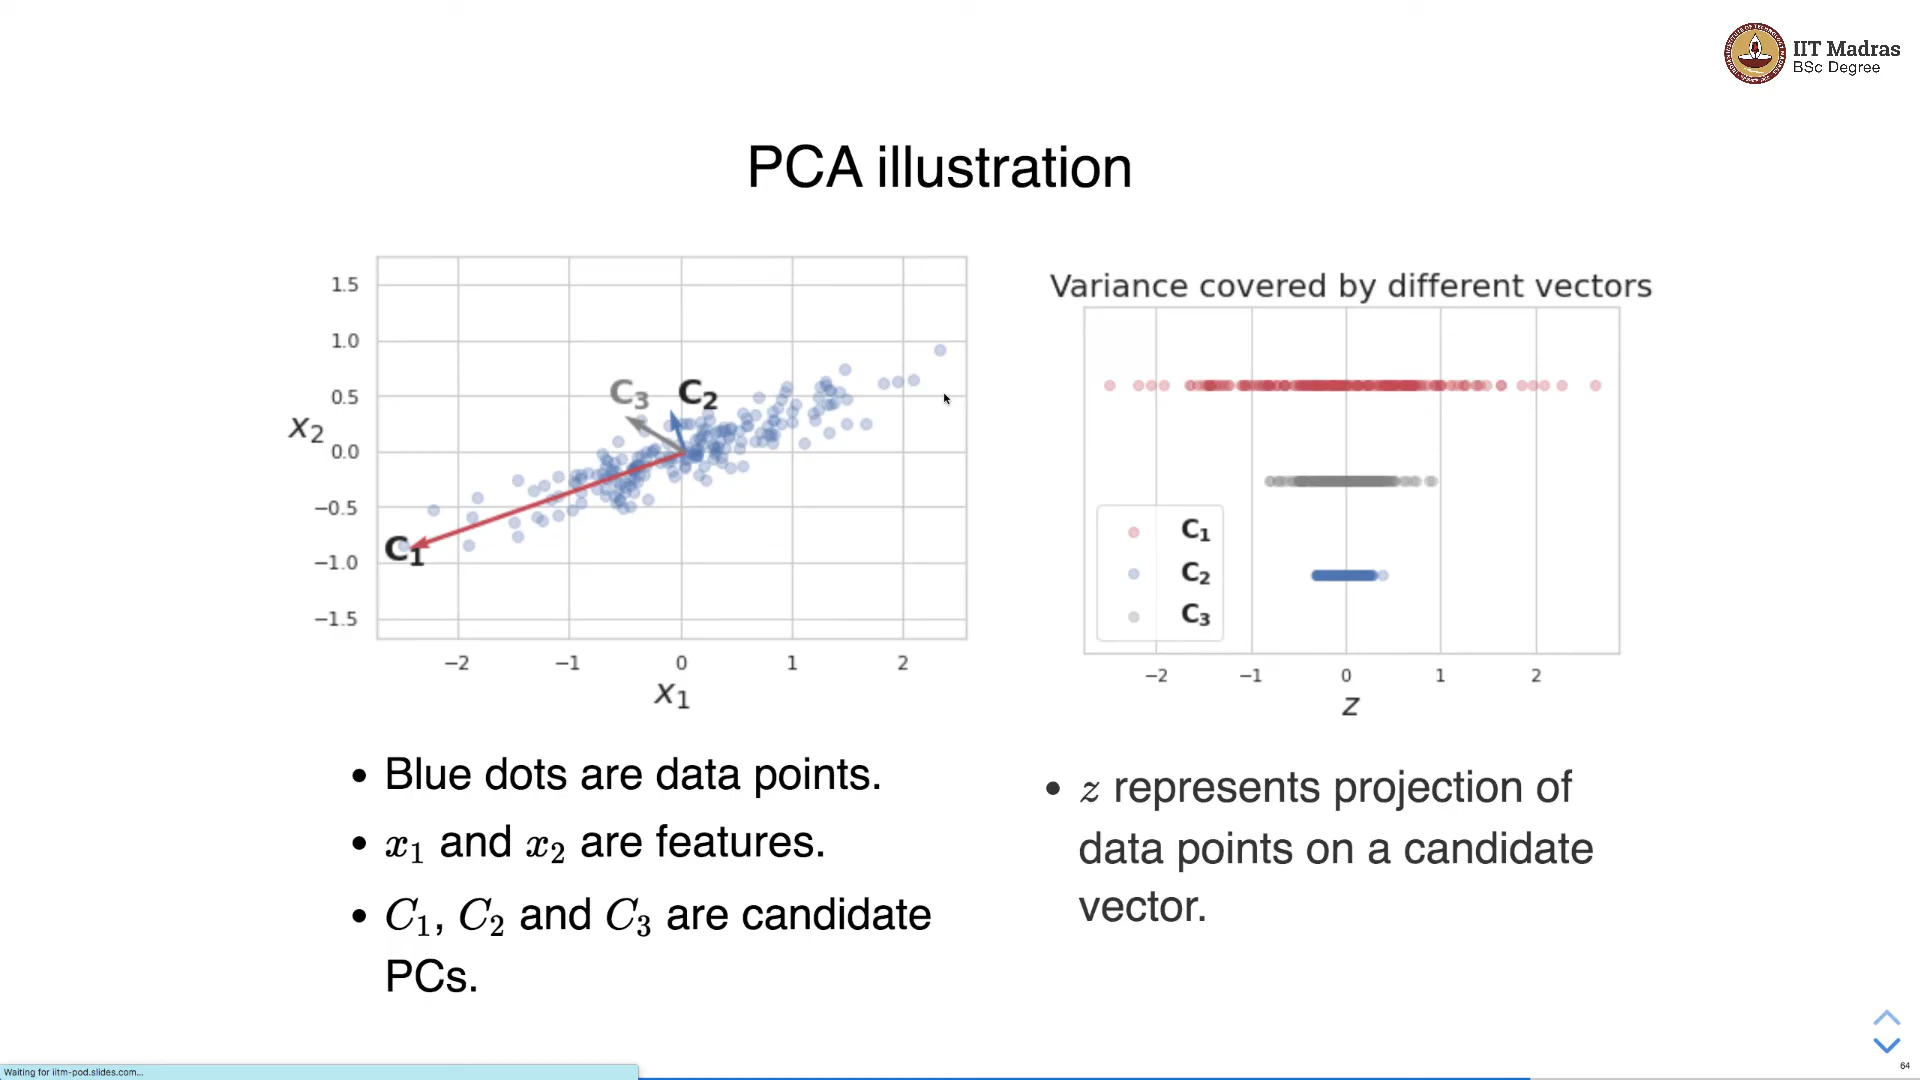 IIT Madras
BSc Degree
PCA illustration
1.5
1.0
0.5
0.0
−0.5
−1.0
−1.5
x₂
C₃
C₂
C₁
−2
−1
0
1
2
x₁
Variance covered by different vectors
C₁
C₂
C₃
−2
−1
0
1
2
z
• Blue dots are data points.
• x₁ and x₂ are features.
• C₁, C₂ and C₃ are candidate
PCs.
• z represents projection of
data points on a candidate
vector.
Waiting for iitm-pod.slides.com...
64